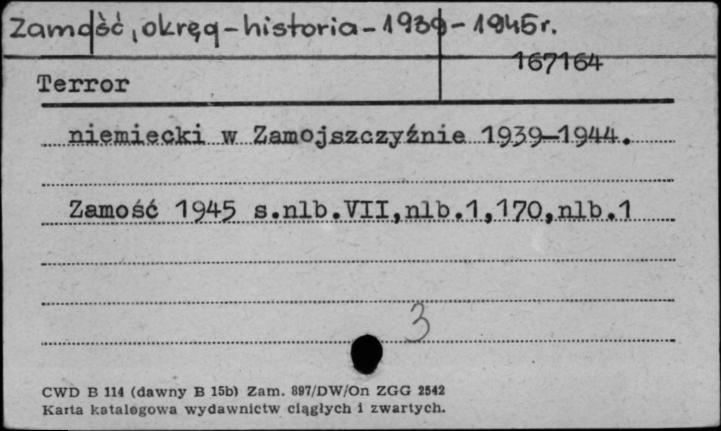 Zamość, okręg - historia - 1939 - 1945r.
167164
Terror
niemiecki w Zamojszczyźnie 1939-1944.
Zamość 1945 s.nlb.VII,nlb.1,170,nlb.1
3
CWD B 114 (dawny B 15b) Zam. 897/DW/On ZGG 2542
Karta katalogowa wydawnictw ciągłych i zwartych.